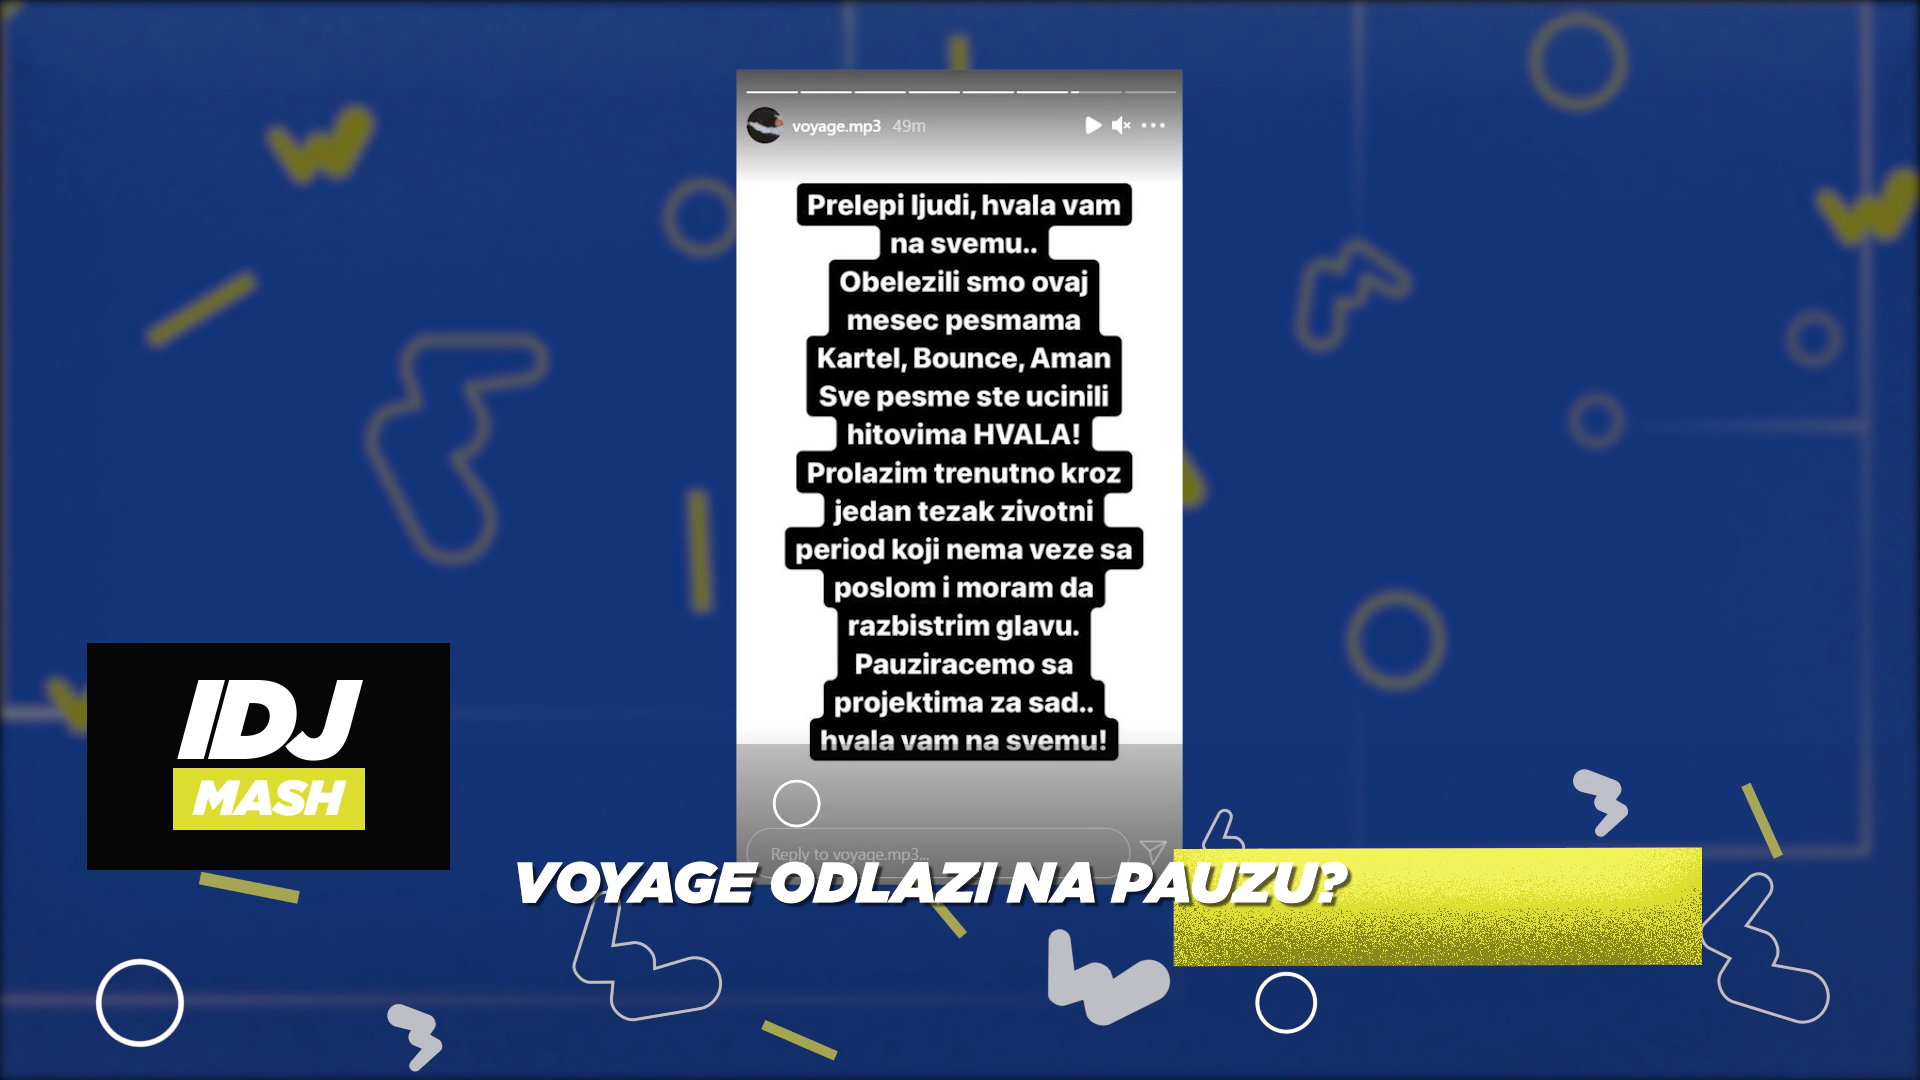 voyage.mp3 49m
Prelepi ljudi, hvala vam
na svemu..
Obelezili smo ovaj
mesec pesmama
Kartel, Bounce, Aman
Sve pesme ste ucinili
hitovima HVALA!
Prolazim trenutno kroz
jedan tezak zivotni
period koji nema veze sa
poslom i moram da
razbistrim glavu.
Pauziracemo sa
projektima za sad..
hvala vam na svemu!
Reply to voyage.mp3...
IDJ
MASH
VOYAGE ODLAZI NA PAUZU?